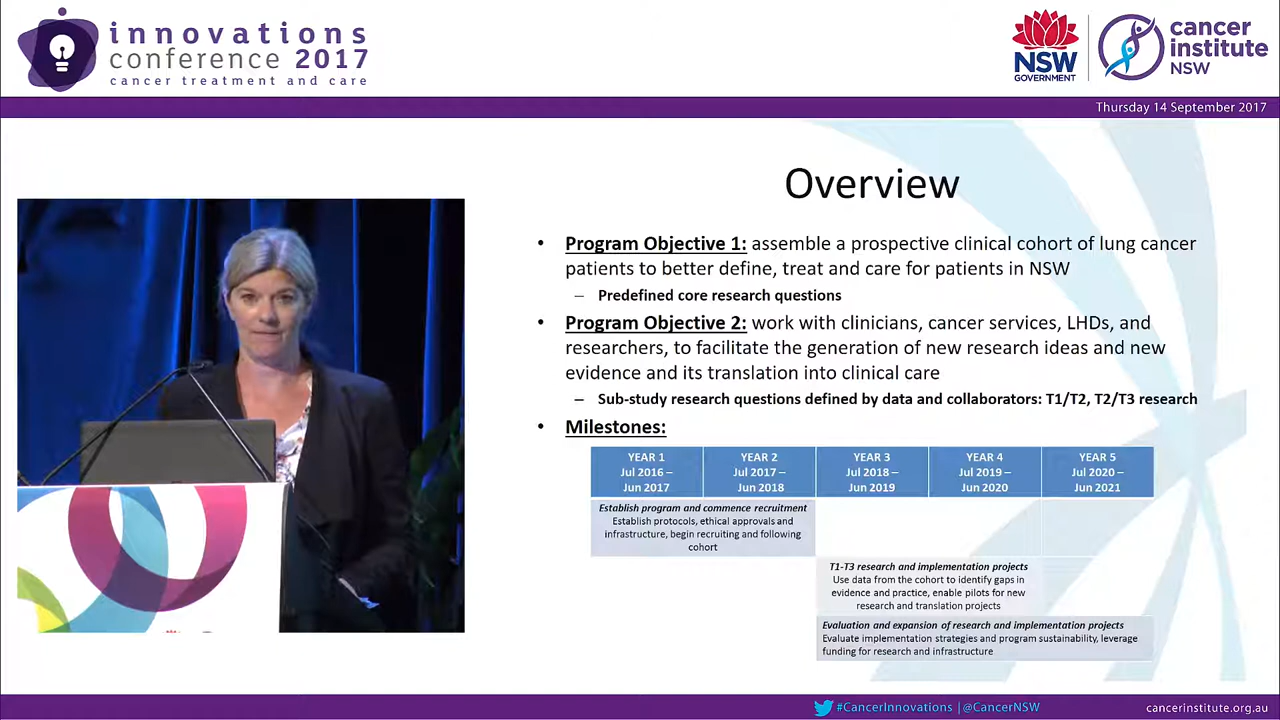 innovations
conference 2017
cancer treatment and care
NSW
GOVERNMENT
cancer
institute
NSW
Thursday 14 September 2017
Overview
• Program Objective 1: assemble a prospective clinical cohort of lung cancer
patients to better define, treat and care for patients in NSW
– Predefined core research questions
• Program Objective 2: work with clinicians, cancer services, LHDs, and
researchers, to facilitate the generation of new research ideas and new
evidence and its translation into clinical care
– Sub-study research questions defined by data and collaborators: T1/T2, T2/T3 research
• Milestones:
YEAR 1
Jul 2016 –
Jun 2017
YEAR 2
Jul 2017 –
Jun 2018
YEAR 3
Jul 2018 –
Jun 2019
YEAR 4
Jul 2019 –
Jun 2020
YEAR 5
Jul 2020 –
Jun 2021
Establish program and commence recruitment
Establish protocols, ethical approvals and
infrastructure, begin recruiting and following
cohort
T1-T3 research and implementation projects
Use data from the cohort to identify gaps in
evidence and practice, enable pilots for new
research and translation projects
Evaluation and expansion of research and implementation projects
Evaluate implementation strategies and program sustainability, leverage
funding for research and infrastructure
#CancerInnovations | @CancerNSW
cancerinstitute.org.au